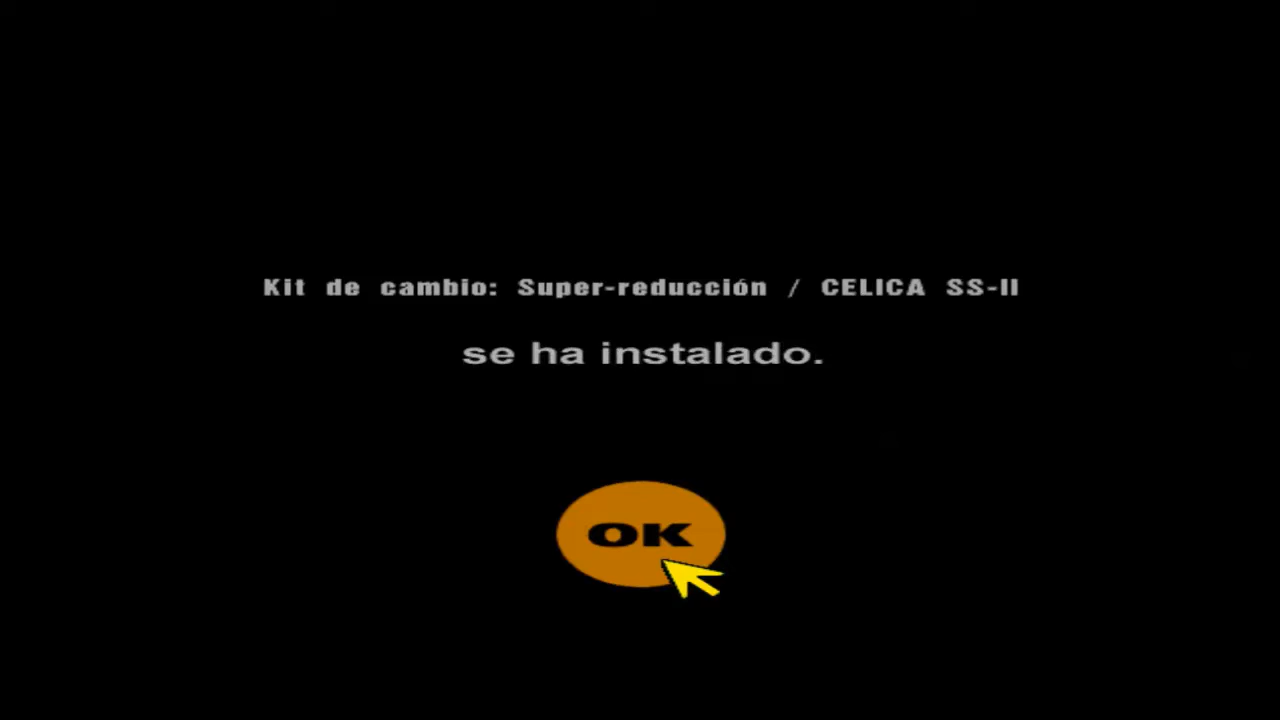 Kit de cambio: Super-reducción / CELICA SS-II
se ha instalado.
OK